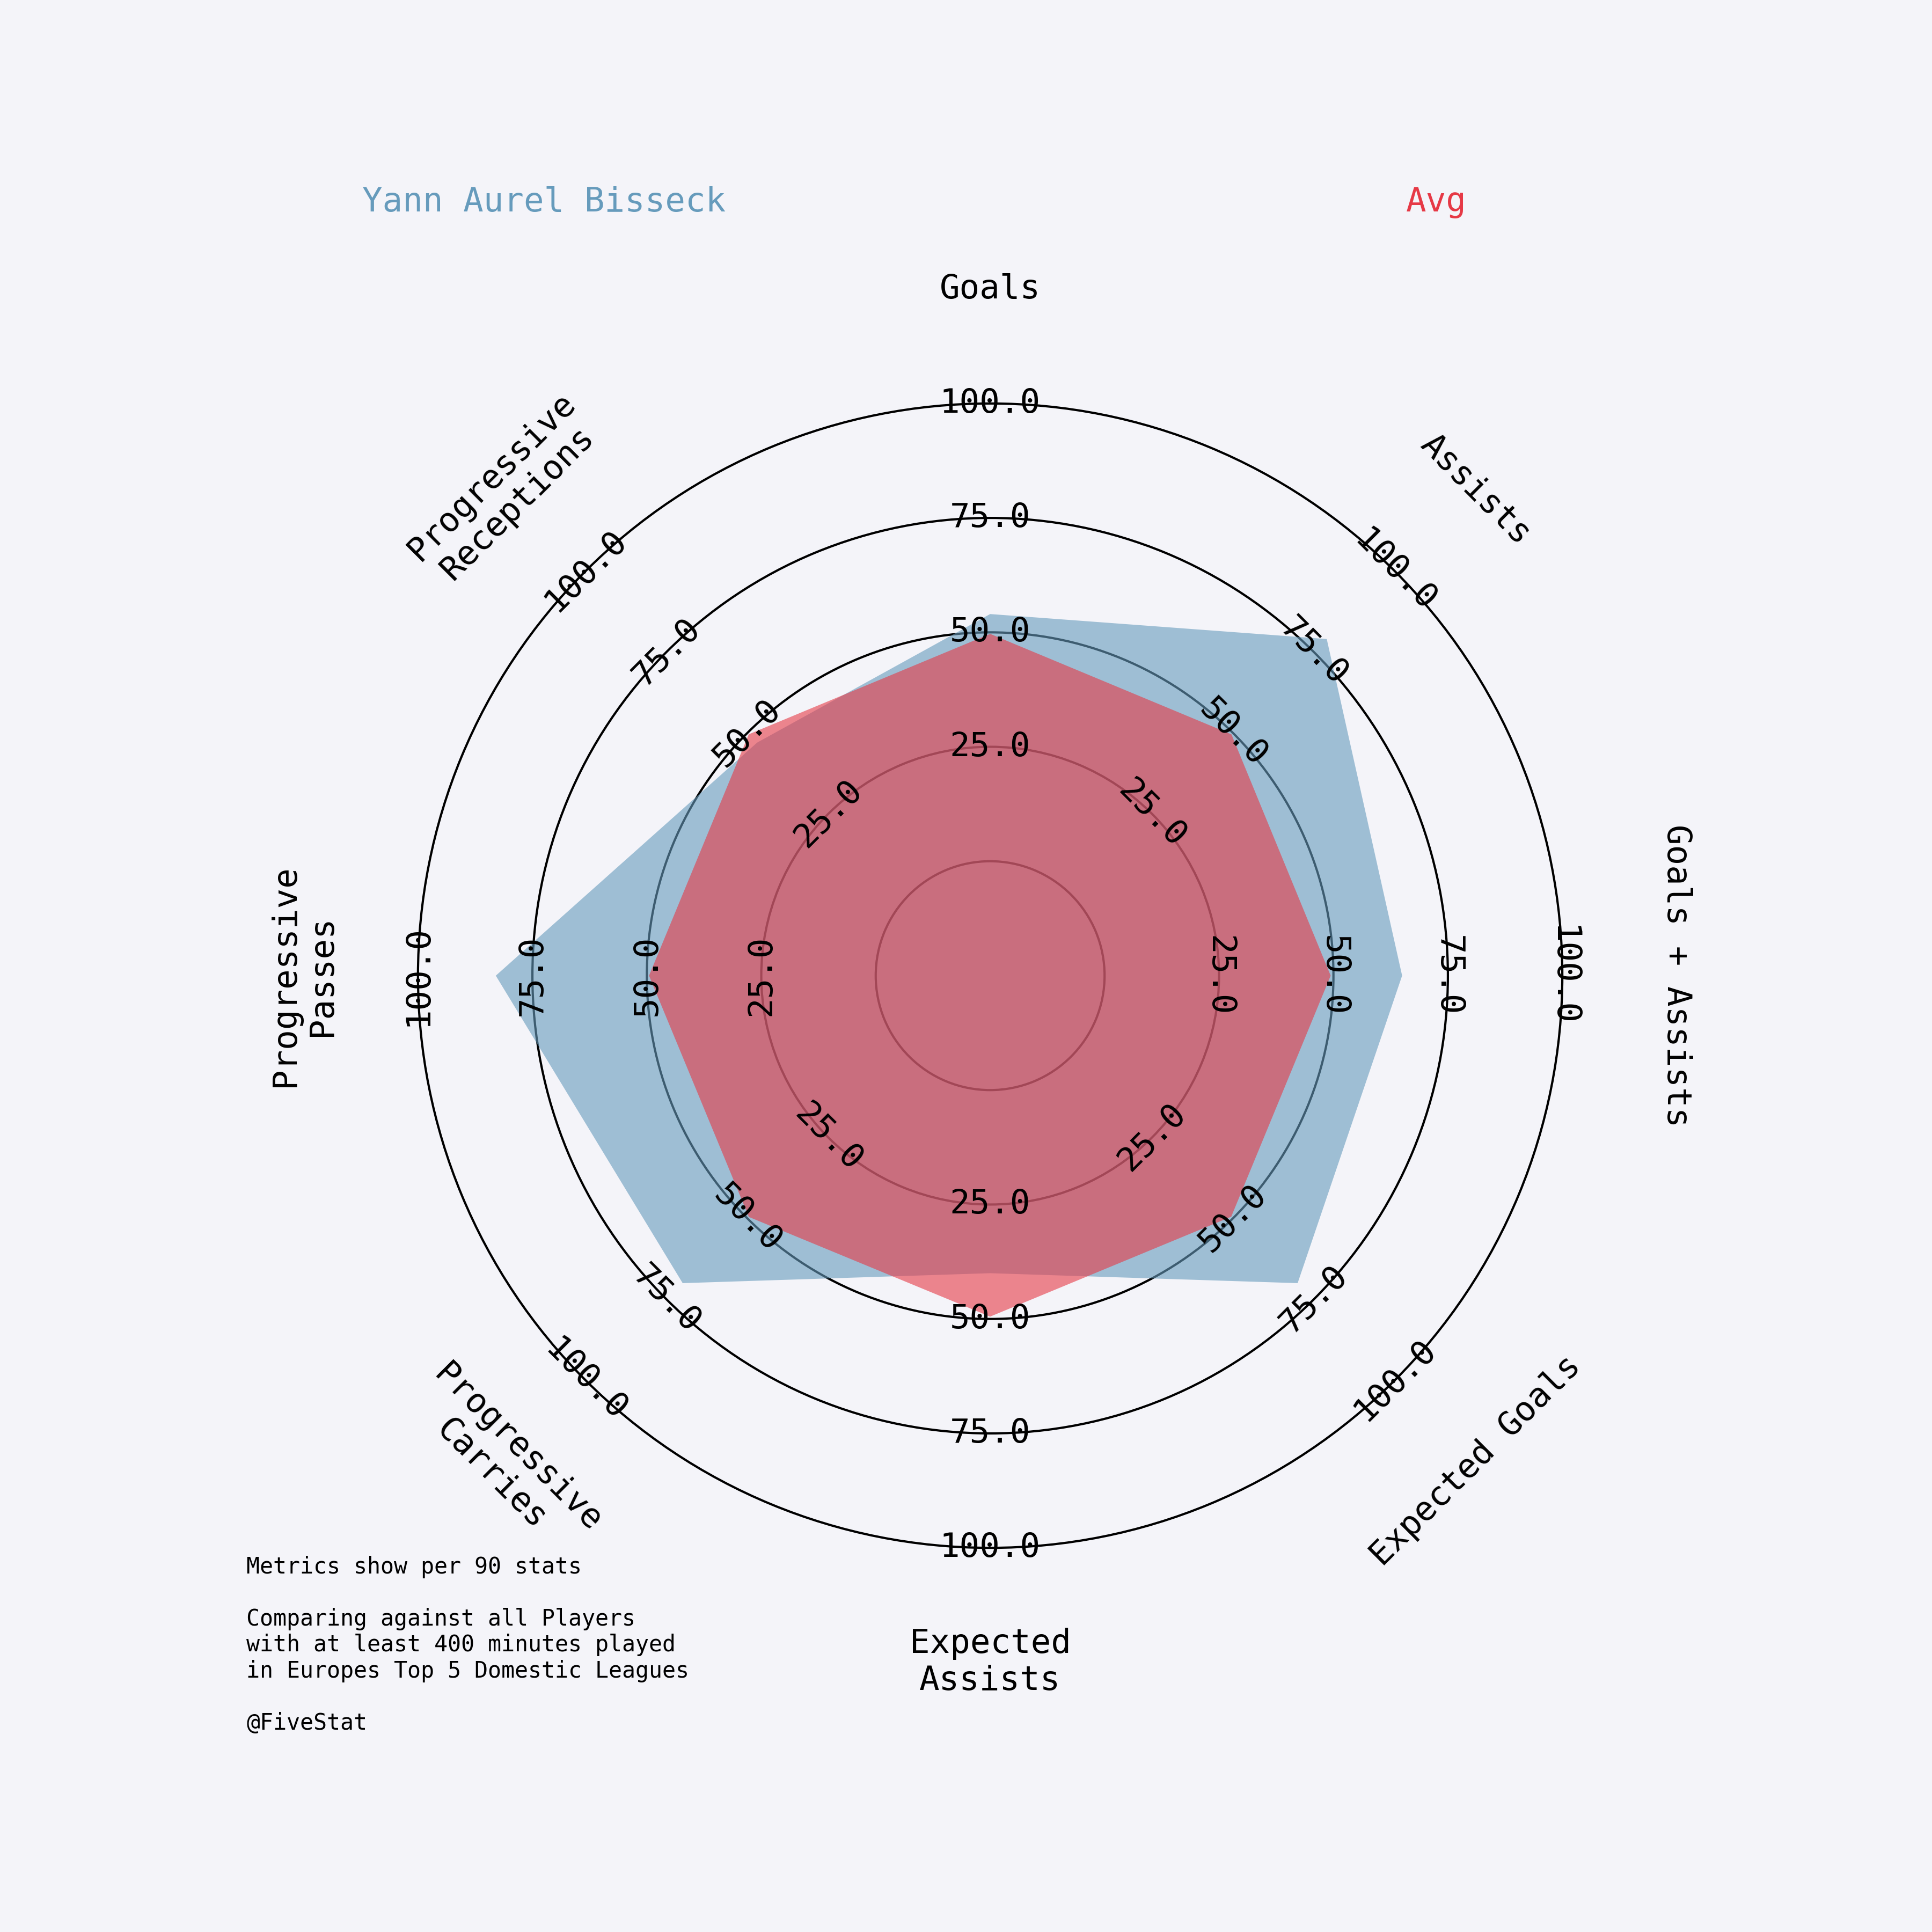 Yann Aurel Bisseck
Avg
Goals
Assists
Goals + Assists
Expected Goals
Expected
Assists
Progressive
Carries
Progressive
Passes
Progressive
Receptions
25.0
50.0
75.0
100.0
25.0
50.0
75.0
100.0
25.0
50.0
75.0
100.0
25.0
50.0
75.0
100.0
25.0
50.0
75.0
100.0
25.0
50.0
75.0
100.0
25.0
50.0
75.0
100.0
25.0
50.0
75.0
100.0
Metrics show per 90 stats
Comparing against all Players
with at least 400 minutes played
in Europes Top 5 Domestic Leagues
@FiveStat